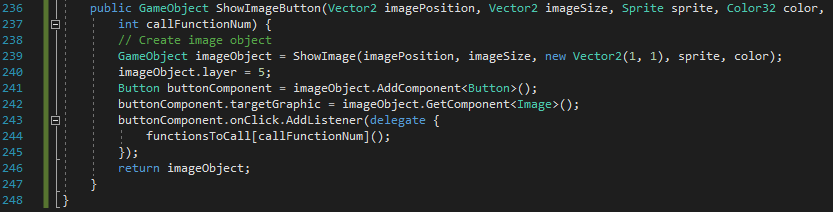 236 public GameObject ShowImageButton(Vector2 imagePosition, Vector2 imageSize, Sprite sprite, Color32 color,
237 int callFunctionNum) {
238 // Create image object
239 GameObject imageObject = ShowImage(imagePosition, imageSize, new Vector2(1, 1), sprite, color);
240 imageObject.layer = 5;
241 Button buttonComponent = imageObject.AddComponent<Button>();
242 buttonComponent.targetGraphic = imageObject.GetComponent<Image>();
243 buttonComponent.onClick.AddListener(delegate {
244 functionsToCall[callFunctionNum]();
245 });
246 return imageObject;
247 }
248 }